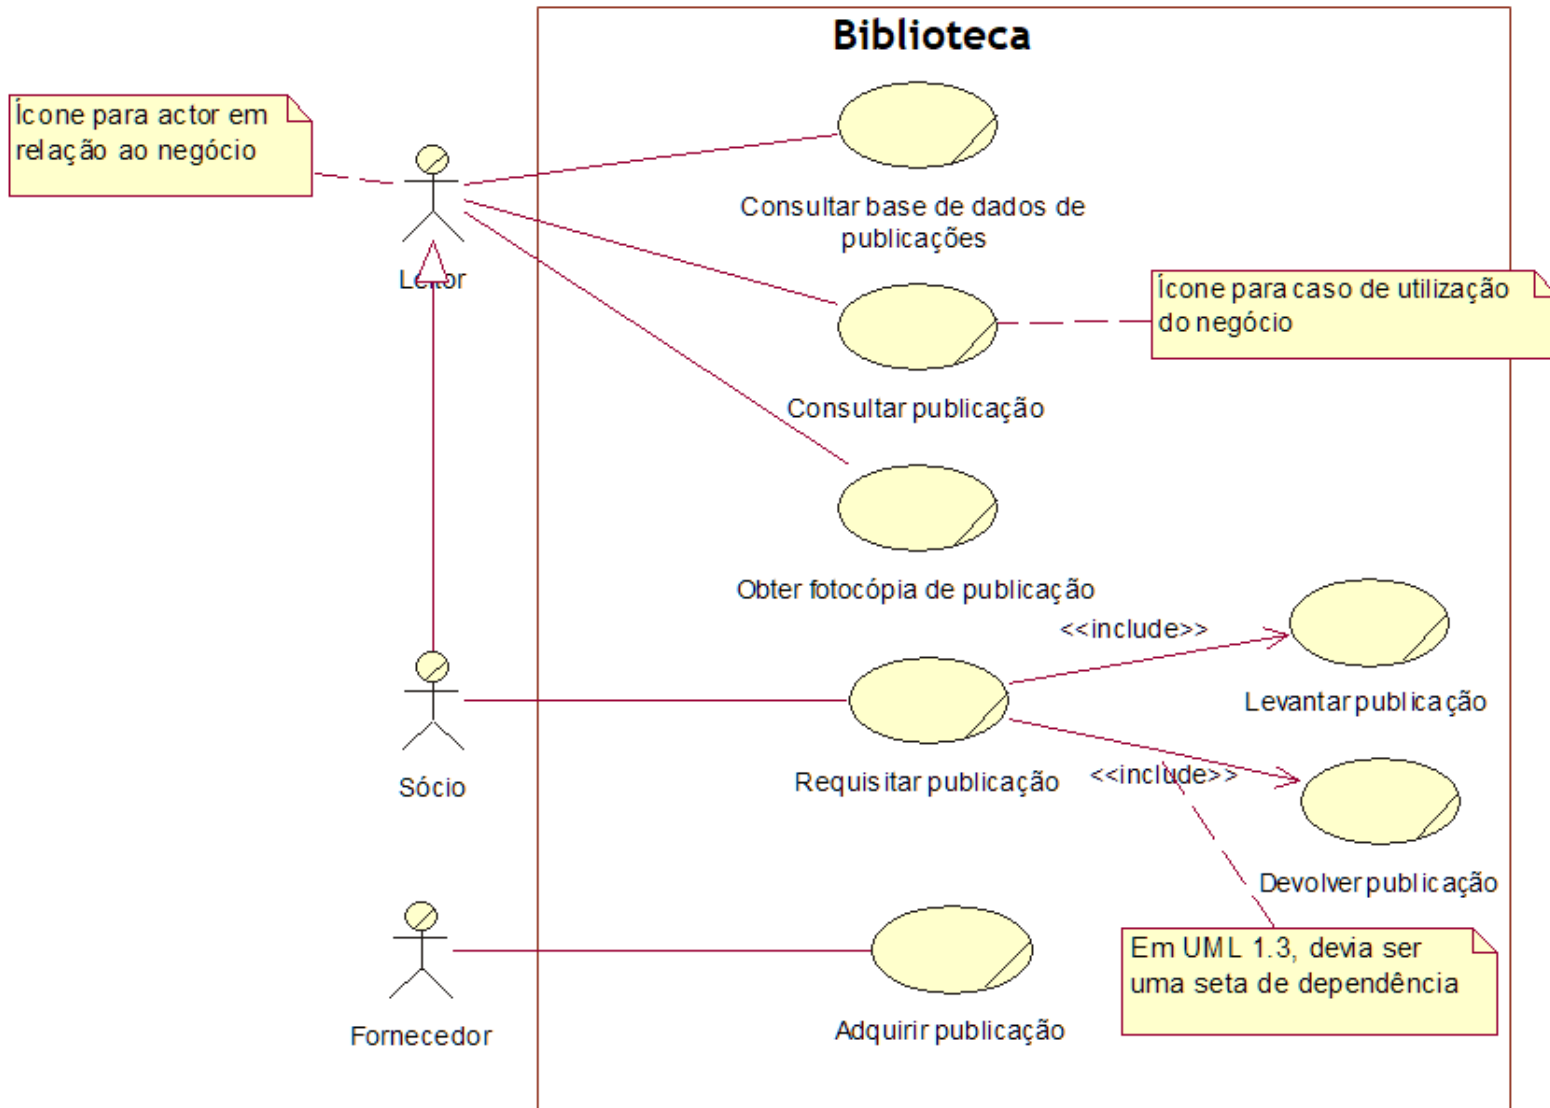 Biblioteca
Ícone para actor em
relação ao negócio
Leitor
Consultar base de dados de
publicações
Ícone para caso de utilização
do negócio
Consultar publicação
Obter fotocópia de publicação
<<include>>
Levantar publicação
Sócio
Requisitar publicação
<<include>>
Devolver publicação
Em UML 1.3, devia ser
uma seta de dependência
Fornecedor
Adquirir publicação